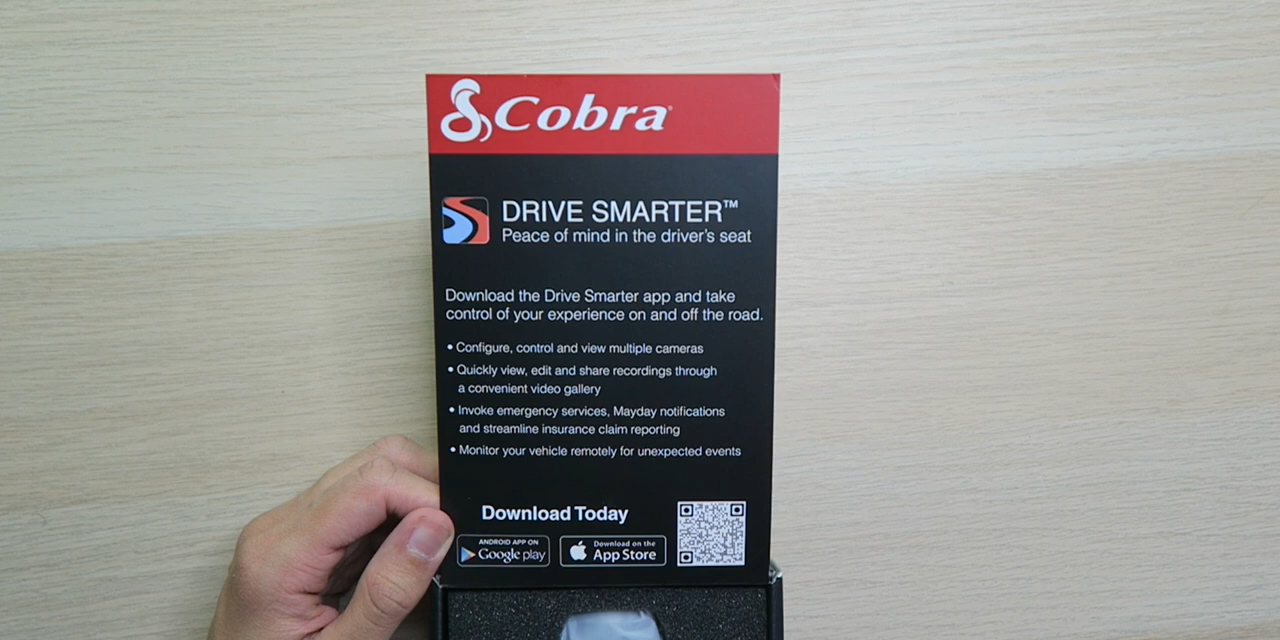 Cobra®
DRIVE SMARTER™
Peace of mind in the driver's seat
Download the Drive Smarter app and take
control of your experience on and off the road.
• Configure, control and view multiple cameras
• Quickly view, edit and share recordings through
a convenient video gallery
• Invoke emergency services, Mayday notifications
and streamline insurance claim reporting
• Monitor your vehicle remotely for unexpected events
Download Today
ANDROID APP ON
Google play
Download on the
App Store